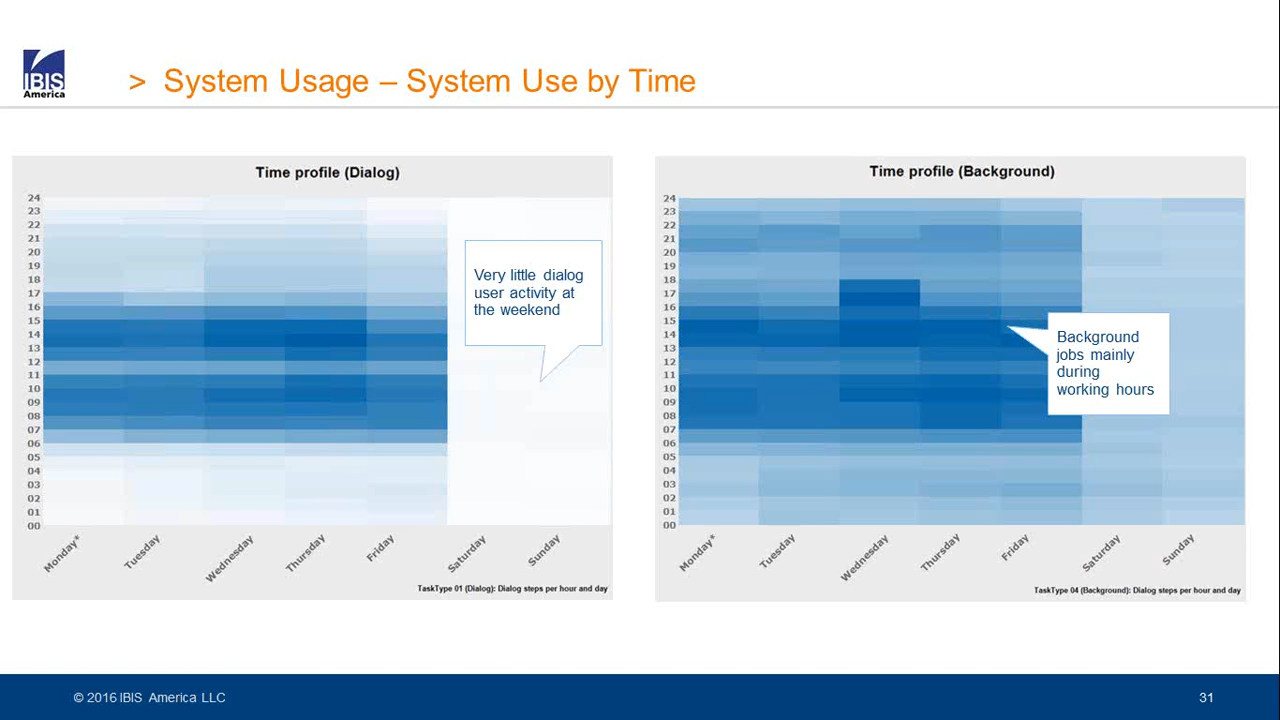 IBIS
America
> System Usage – System Use by Time
Time profile (Dialog)
24
23
22
21
20
19
18
17
16
15
14
13
12
11
10
09
08
07
06
05
04
03
02
01
00
Very little dialog
user activity at
the weekend
Monday*
Tuesday
Wednesday
Thursday
Friday
Saturday
Sunday
TaskType 01 (Dialog): Dialog steps per hour and day
Time profile (Background)
24
23
22
21
20
19
18
17
16
15
14
13
12
11
10
09
08
07
06
05
04
03
02
01
00
Background
jobs mainly
during
working hours
Monday*
Tuesday
Wednesday
Thursday
Friday
Saturday
Sunday
TaskType 04 (Background): Dialog steps per hour and day
© 2016 IBIS America LLC
31